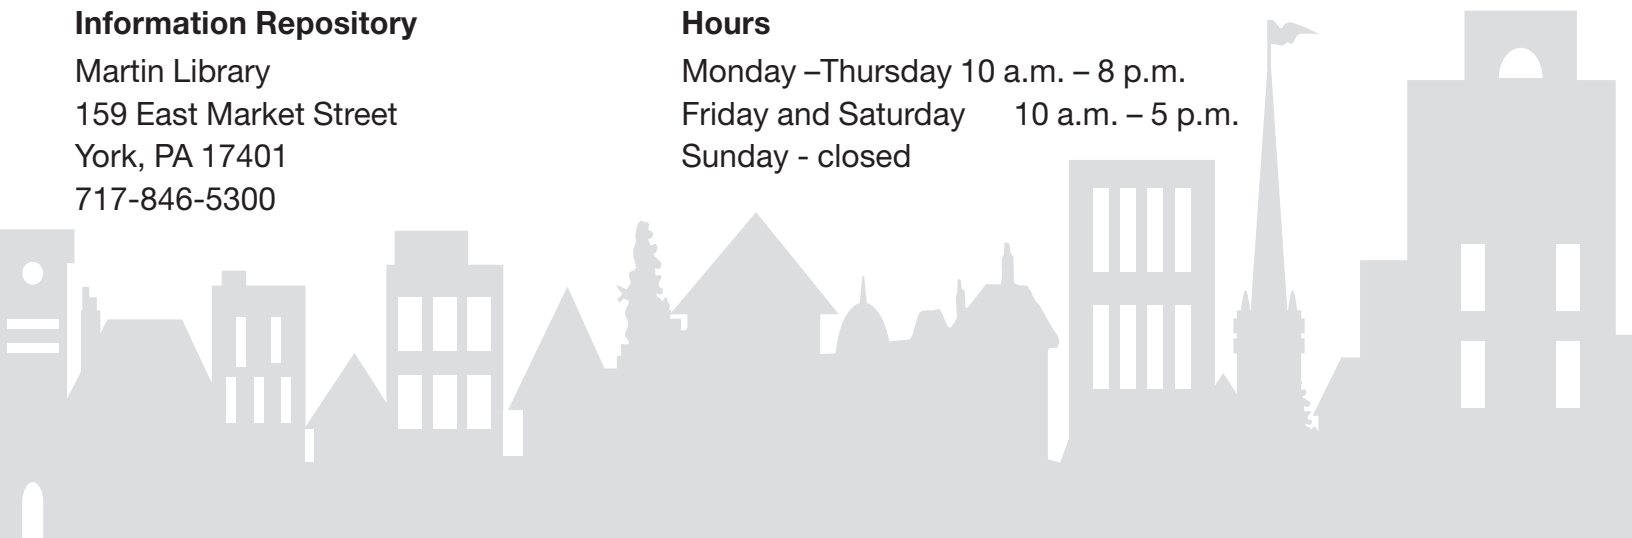 Information Repository
Martin Library
159 East Market Street
York, PA 17401
717-846-5300
Hours
Monday –Thursday 10 a.m. – 8 p.m.
Friday and Saturday 10 a.m. – 5 p.m.
Sunday - closed